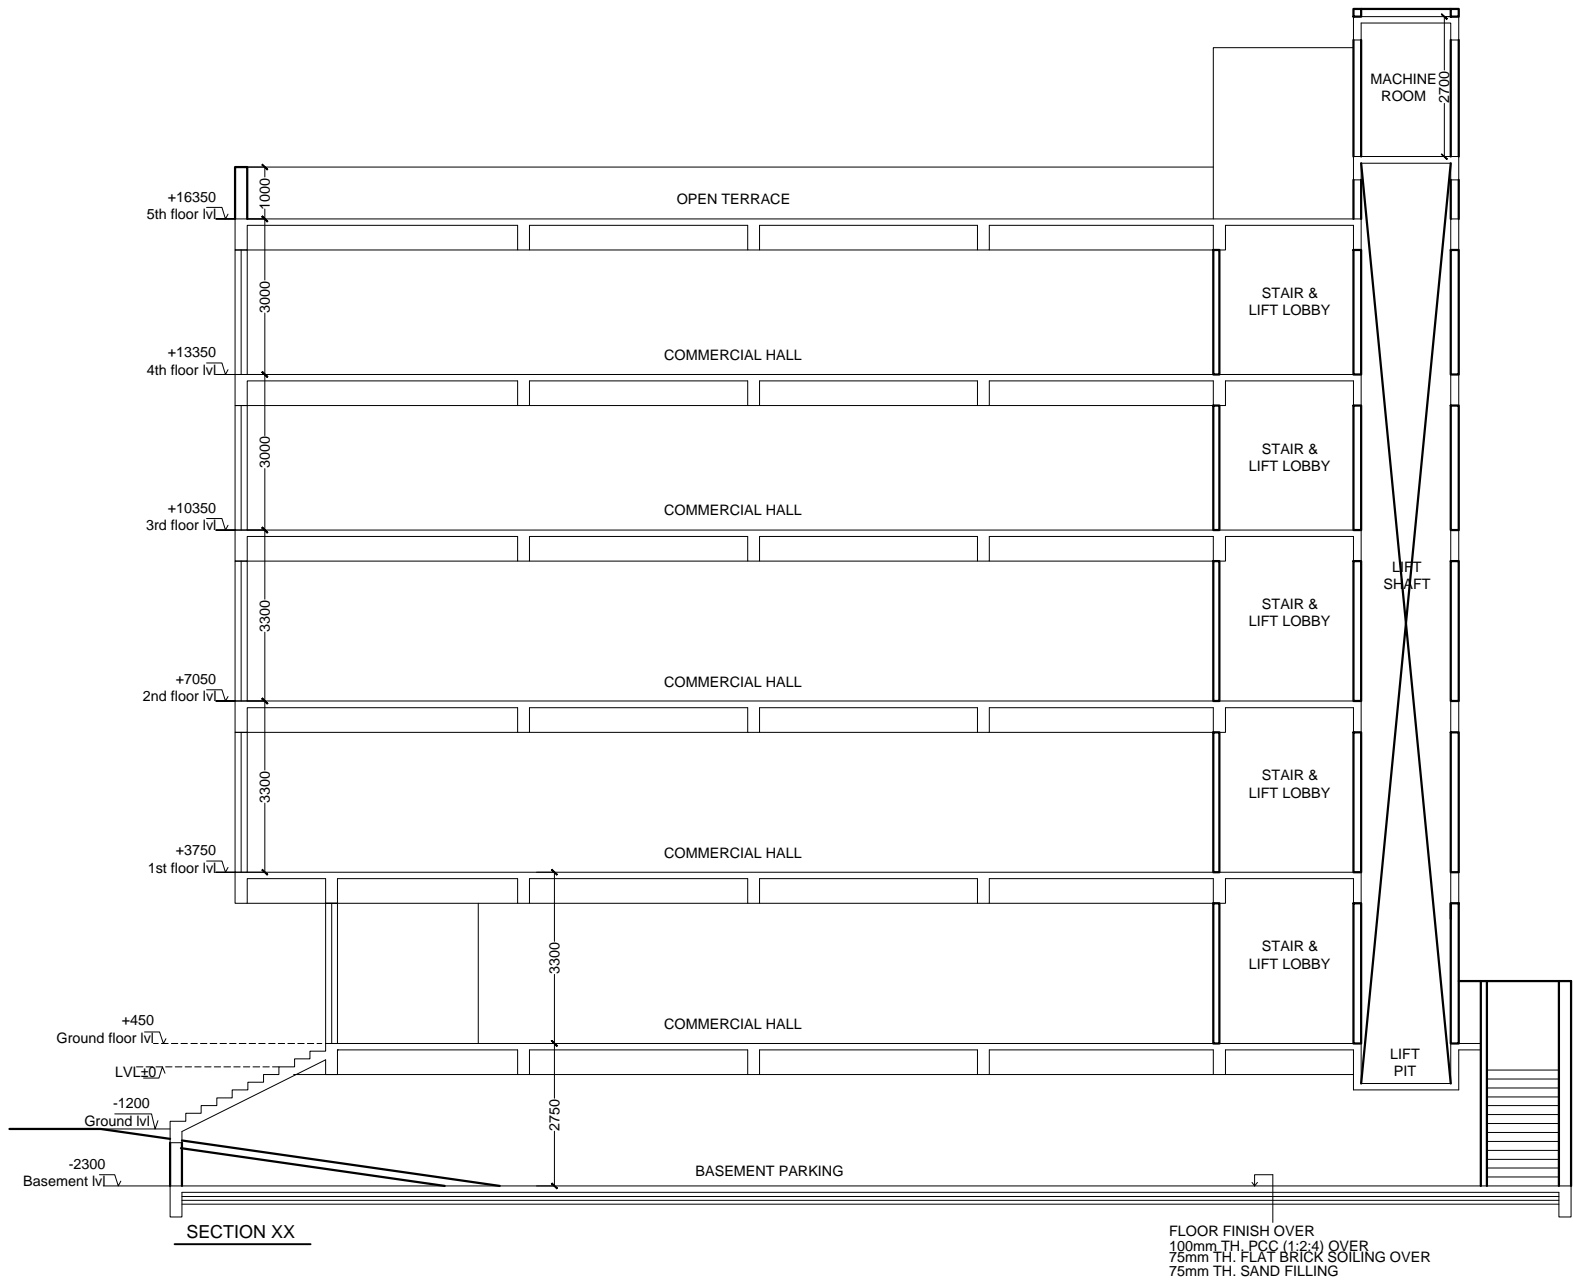 MACHINE
ROOM
2700
1000
+16350
5th floor lvl
OPEN TERRACE
3000
STAIR &
LIFT LOBBY
+13350
4th floor lvl
COMMERCIAL HALL
3000
STAIR &
LIFT LOBBY
+10350
3rd floor lvl
COMMERCIAL HALL
LIFT
SHAFT
3300
STAIR &
LIFT LOBBY
+7050
2nd floor lvl
COMMERCIAL HALL
3300
STAIR &
LIFT LOBBY
+3750
1st floor lvl
COMMERCIAL HALL
3300
STAIR &
LIFT LOBBY
+450
Ground floor lvl
COMMERCIAL HALL
LIFT
PIT
LVL±0
-1200
Ground lvl
2750
-2300
Basement lvl
BASEMENT PARKING
SECTION XX
FLOOR FINISH OVER
100mm TH. PCC (1:2:4) OVER
75mm TH. FLAT BRICK SOILING OVER
75mm TH. SAND FILLING